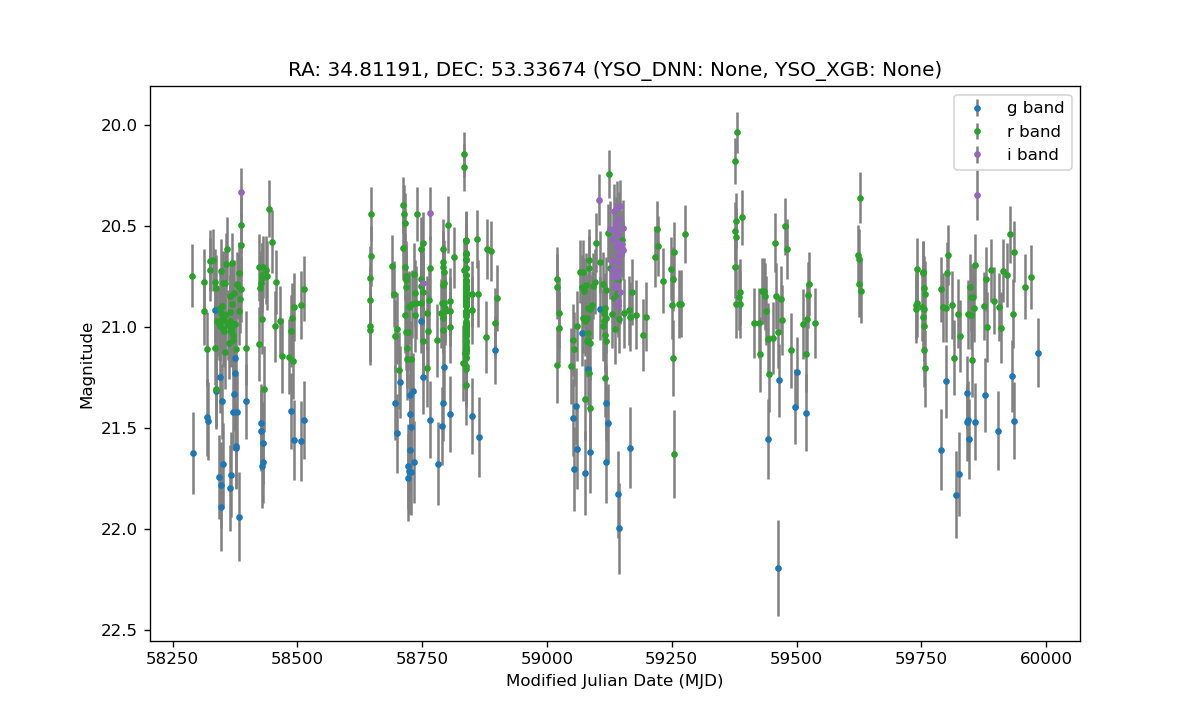 RA: 34.81191, DEC: 53.33674 (YSO_DNN: None, YSO_XGB: None)
g band
r band
i band
20.0
20.5
21.0
21.5
22.0
22.5
Magnitude
58250 58500 58750 59000 59250 59500 59750 60000
Modified Julian Date (MJD)